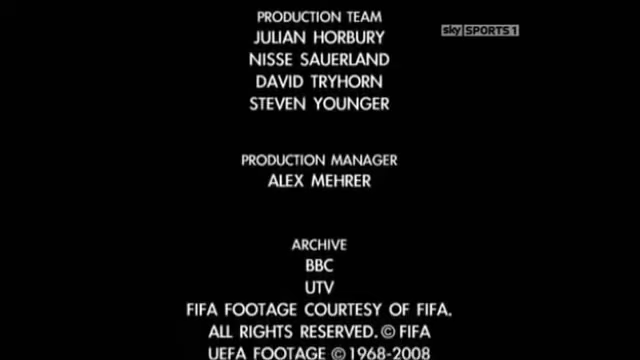 PRODUCTION TEAM
JULIAN HORBURY
sky SPORTS 1
NISSE SAUERLAND
DAVID TRYHORN
STEVEN YOUNGER
PRODUCTION MANAGER
ALEX MEHRER
ARCHIVE
BBC
UTV
FIFA FOOTAGE COURTESY OF FIFA.
ALL RIGHTS RESERVED. © FIFA
UEFA FOOTAGE © 1968-2008